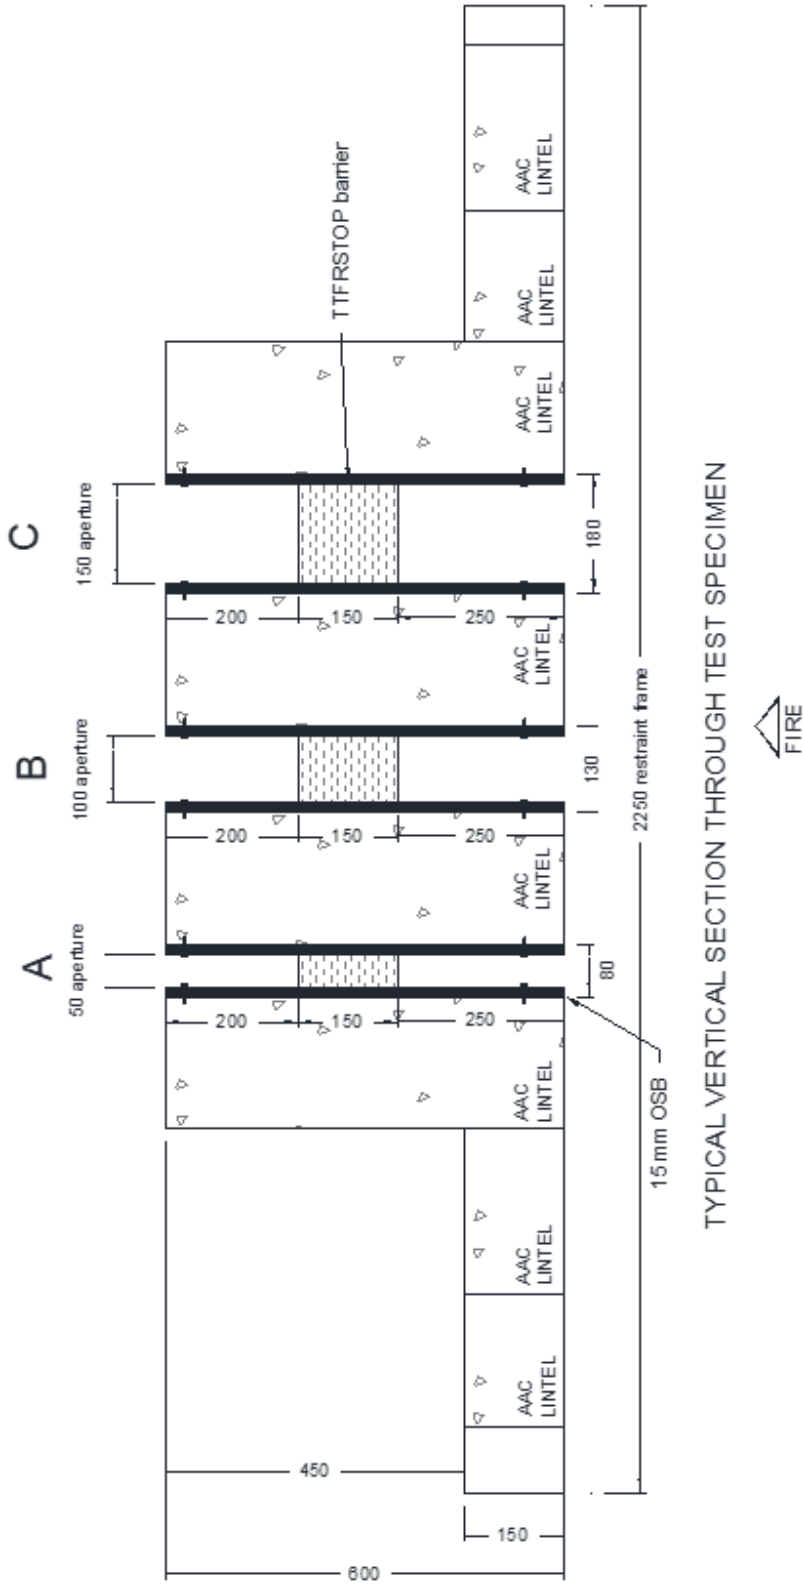 A
B
C
50 aperture
100 aperture
150 aperture
TTFRSTOP barrier
200
150
250
200
150
250
200
150
250
80
130
180
AAC
LINTEL
AAC
LINTEL
AAC
LINTEL
AAC
LINTEL
AAC
LINTEL
AAC
LINTEL
AAC
LINTEL
AAC
LINTEL
450
150
600
15mm OSB
2250 restraint frame
TYPICAL VERTICAL SECTION THROUGH TEST SPECIMEN
FIRE